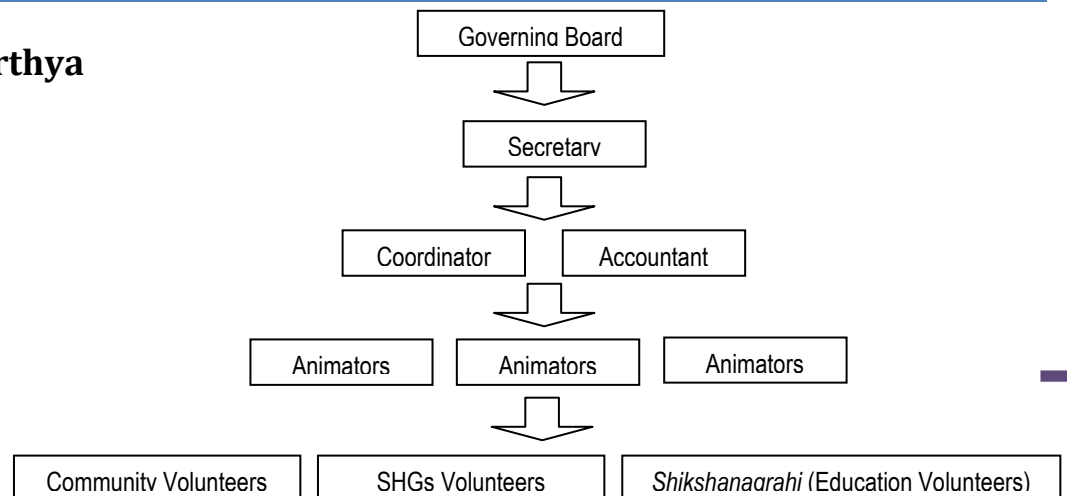 Governing Board
rthya
Secretary
Coordinator Accountant
Animators Animators Animators
Community Volunteers SHGs Volunteers Shikshanagrahi (Education Volunteers)